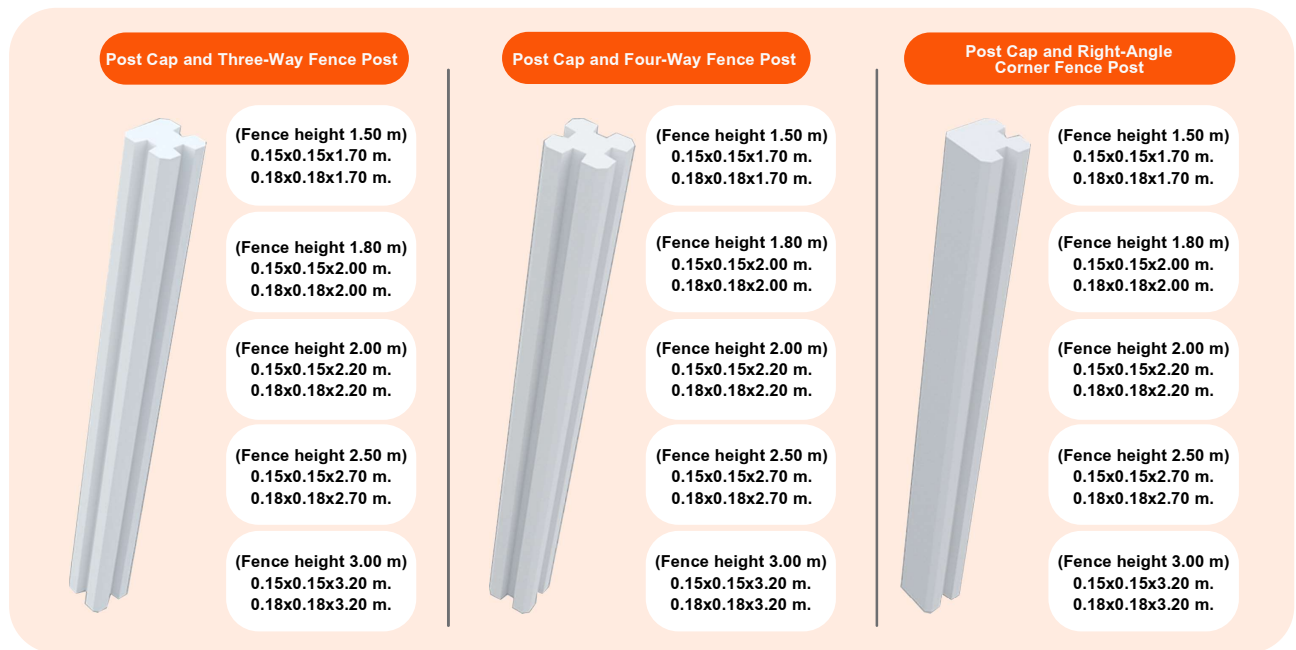 Post Cap and Three-Way Fence Post
(Fence height 1.50 m)
0.15x0.15x1.70 m.
0.18x0.18x1.70 m.
(Fence height 1.80 m)
0.15x0.15x2.00 m.
0.18x0.18x2.00 m.
(Fence height 2.00 m)
0.15x0.15x2.20 m.
0.18x0.18x2.20 m.
(Fence height 2.50 m)
0.15x0.15x2.70 m.
0.18x0.18x2.70 m.
(Fence height 3.00 m)
0.15x0.15x3.20 m.
0.18x0.18x3.20 m.
Post Cap and Four-Way Fence Post
(Fence height 1.50 m)
0.15x0.15x1.70 m.
0.18x0.18x1.70 m.
(Fence height 1.80 m)
0.15x0.15x2.00 m.
0.18x0.18x2.00 m.
(Fence height 2.00 m)
0.15x0.15x2.20 m.
0.18x0.18x2.20 m.
(Fence height 2.50 m)
0.15x0.15x2.70 m.
0.18x0.18x2.70 m.
(Fence height 3.00 m)
0.15x0.15x3.20 m.
0.18x0.18x3.20 m.
Post Cap and Right-Angle
Corner Fence Post
(Fence height 1.50 m)
0.15x0.15x1.70 m.
0.18x0.18x1.70 m.
(Fence height 1.80 m)
0.15x0.15x2.00 m.
0.18x0.18x2.00 m.
(Fence height 2.00 m)
0.15x0.15x2.20 m.
0.18x0.18x2.20 m.
(Fence height 2.50 m)
0.15x0.15x2.70 m.
0.18x0.18x2.70 m.
(Fence height 3.00 m)
0.15x0.15x3.20 m.
0.18x0.18x3.20 m.